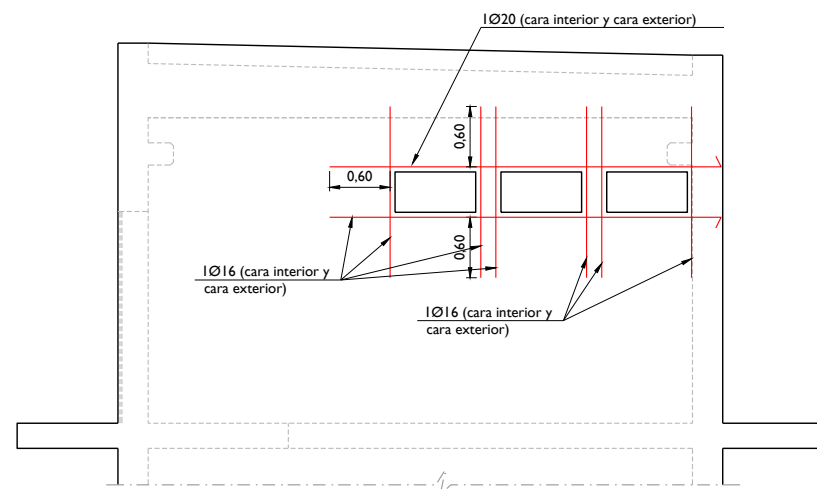 1Ø20 (cara interior y cara exterior)
0,60
0,60
0,60
1Ø16 (cara interior y
cara exterior)
1Ø16 (cara interior y
cara exterior)